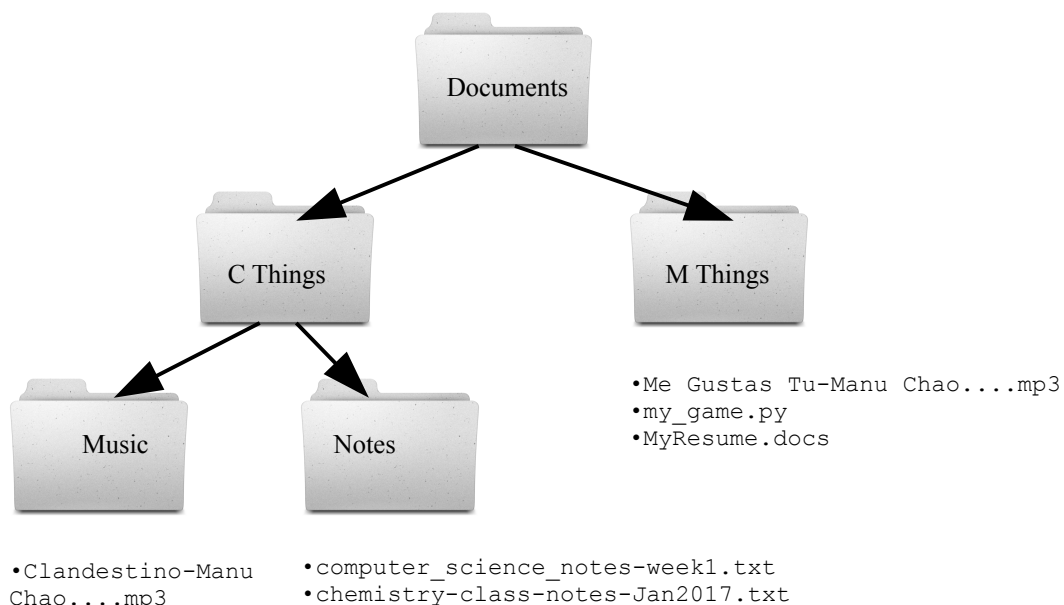 Documents
C Things
M Things
Music
Notes
•Me Gustas Tu-Manu Chao....mp3
•my_game.py
•MyResume.docs
•Clandestino-Manu
Chao....mp3
•computer_science_notes-week1.txt
•chemistry-class-notes-Jan2017.txt